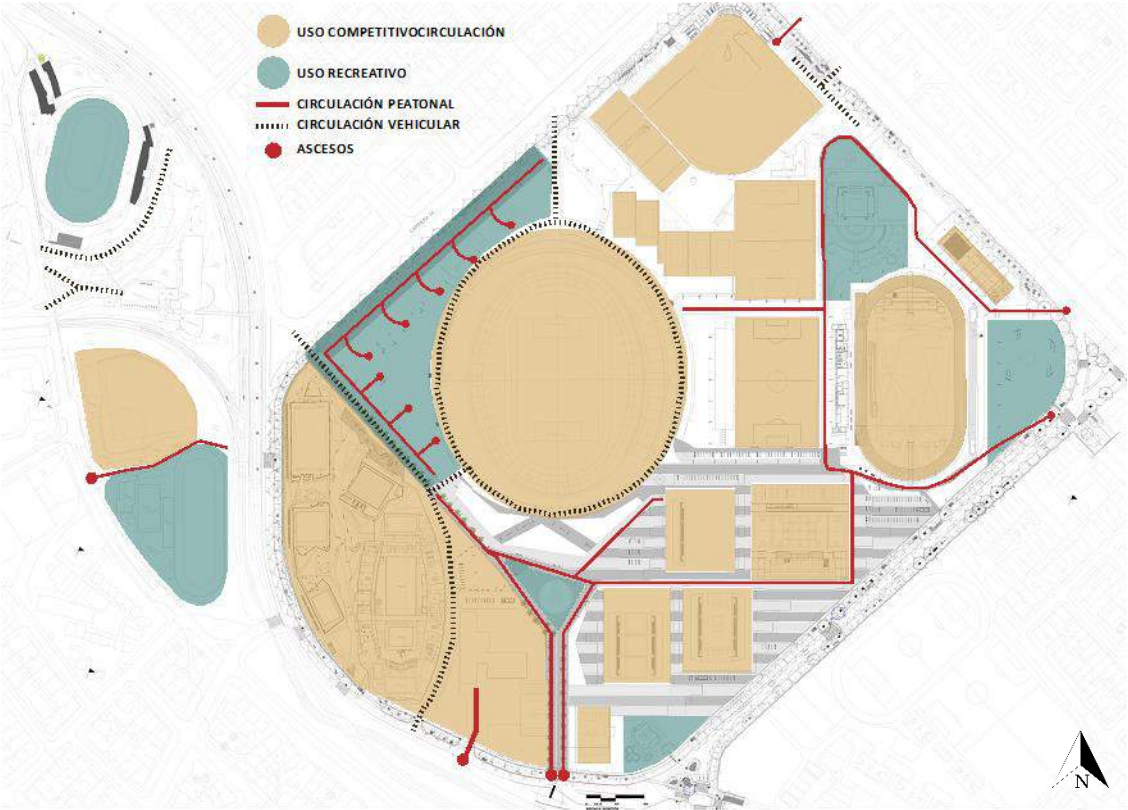 USO COMPETITIVOCIRCULACIÓN
USO RECREATIVO
CIRCULACIÓN PEATONAL
CIRCULACIÓN VEHICULAR
ASCESOS
N